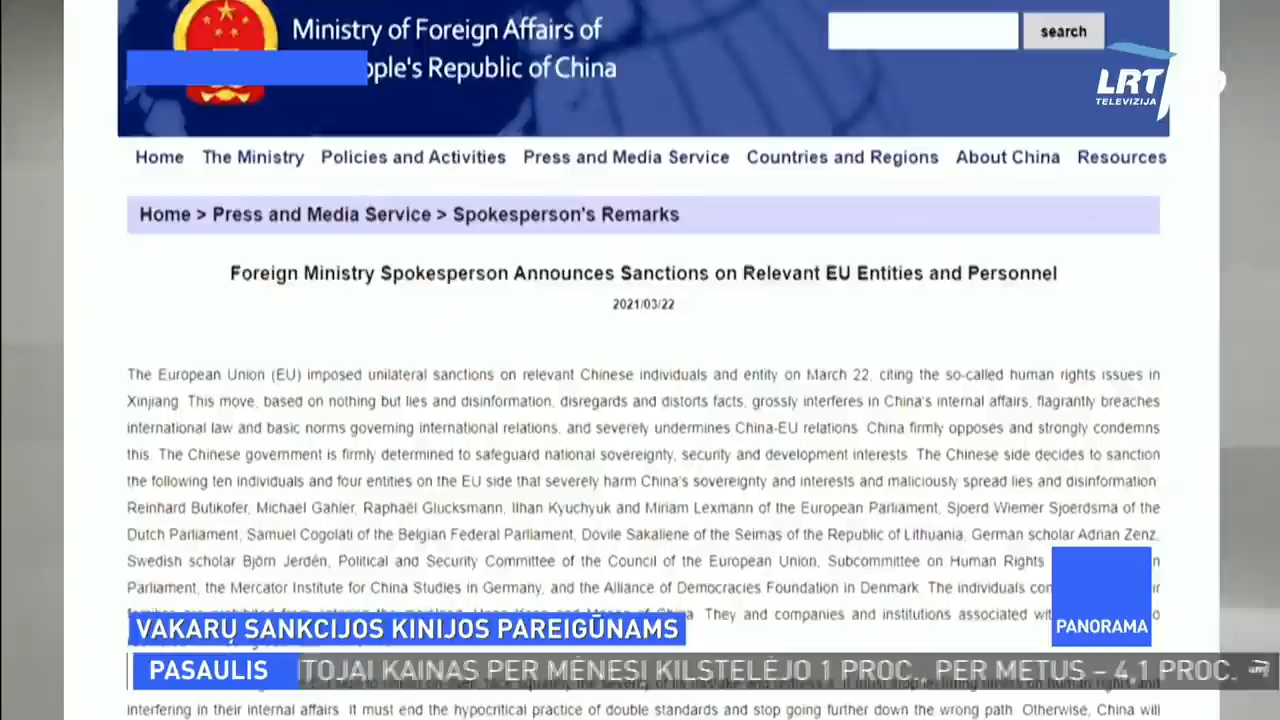 Ministry of Foreign Affairs of
ople's Republic of China
search
LRT
TELEVIZIJA
Home The Ministry Policies and Activities Press and Media Service Countries and Regions About China Resources
Home > Press and Media Service > Spokesperson's Remarks
Foreign Ministry Spokesperson Announces Sanctions on Relevant EU Entities and Personnel
2021/03/22
The European Union (EU) imposed unilateral sanctions on relevant Chinese individuals and entity on March 22, citing the so-called human rights issues in
Xinjiang. This move, based on nothing but lies and disinformation, disregards and distorts facts, grossly interferes in China's internal affairs, flagrantly breaches
international law and basic norms governing international relations, and severely undermines China-EU relations. China firmly opposes and strongly condemns
this. The Chinese government is firmly determined to safeguard national sovereignty, security and development interests. The Chinese side decides to sanction
the following ten individuals and four entities on the EU side that severely harm China's sovereignty and interests and maliciously spread lies and disinformation
Reinhard Butikofer, Michael Gahler, Raphaël Glucksmann, Ilhan Kyuchyuk and Miriam Lexmann of the European Parliament, Sjoerd Wiemer Sjoerdsma of the
Dutch Parliament, Samuel Cogolati of the Belgian Federal Parliament, Dovile Sakaliene of the Seimas of the Republic of Lithuania, German scholar Adrian Zenz,
Swedish scholar Björn Jerdén, Political and Security Committee of the Council of the European Union, Subcommittee on Human Rights n
Parliament, the Mercator Institute for China Studies in Germany, and the Alliance of Democracies Foundation in Denmark. The individuals con ir
They and companies and institutions associated wit o
PANORAMA
VAKARŲ SANKCIJOS KINIJOS PAREIGŪNAMS
PASAULIS TOJAI KAINAS PER MĖNESĮ KILSTELĖJO 1 PROC., PER METUS – 4,1 PROC.
interfering in their internal affairs. It must end the hypocritical practice of double standards and stop going further down the wrong path. Otherwise, China will